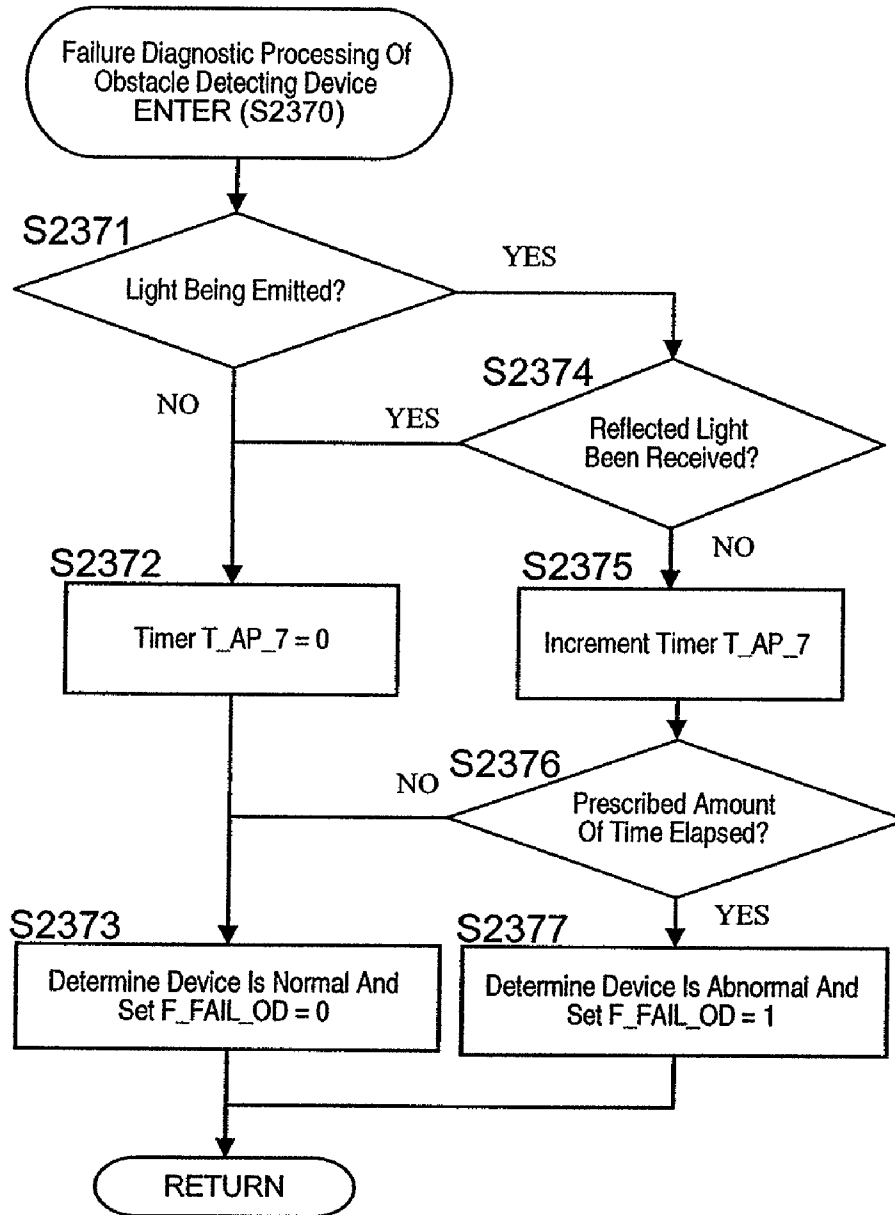 Failure Diagnostic Processing Of
Obstacle Detecting Device
ENTER (S2370)
S2371
Light Being Emitted?
YES
NO
S2374
Reflected Light
Been Received?
YES
NO
S2372
Timer T_AP_7 = 0
S2375
Increment Timer T_AP_7
S2376
Prescribed Amount
Of Time Elapsed?
NO
YES
S2373
Determine Device Is Normal And
Set F_FAIL_OD = 0
S2377
Determine Device Is Abnormal And
Set F_FAIL_OD = 1
RETURN